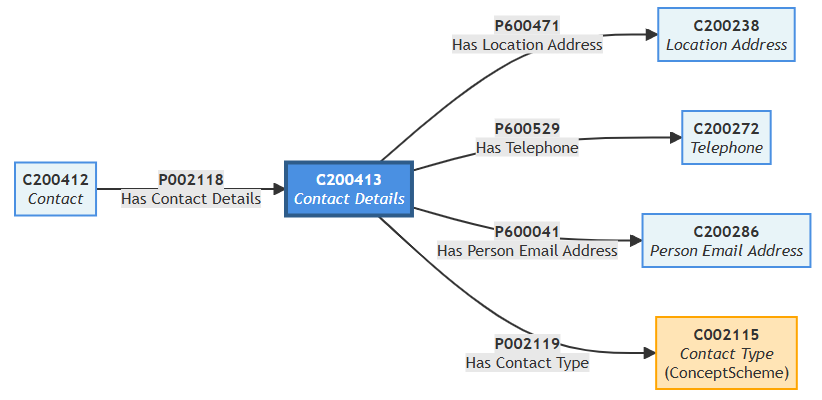 C200412
Contact
P002118
Has Contact Details
C200413
Contact Details
P600471
Has Location Address
C200238
Location Address
P600529
Has Telephone
C200272
Telephone
P600041
Has Person Email Address
C200286
Person Email Address
P002119
Has Contact Type
C002115
Contact Type
(ConceptScheme)